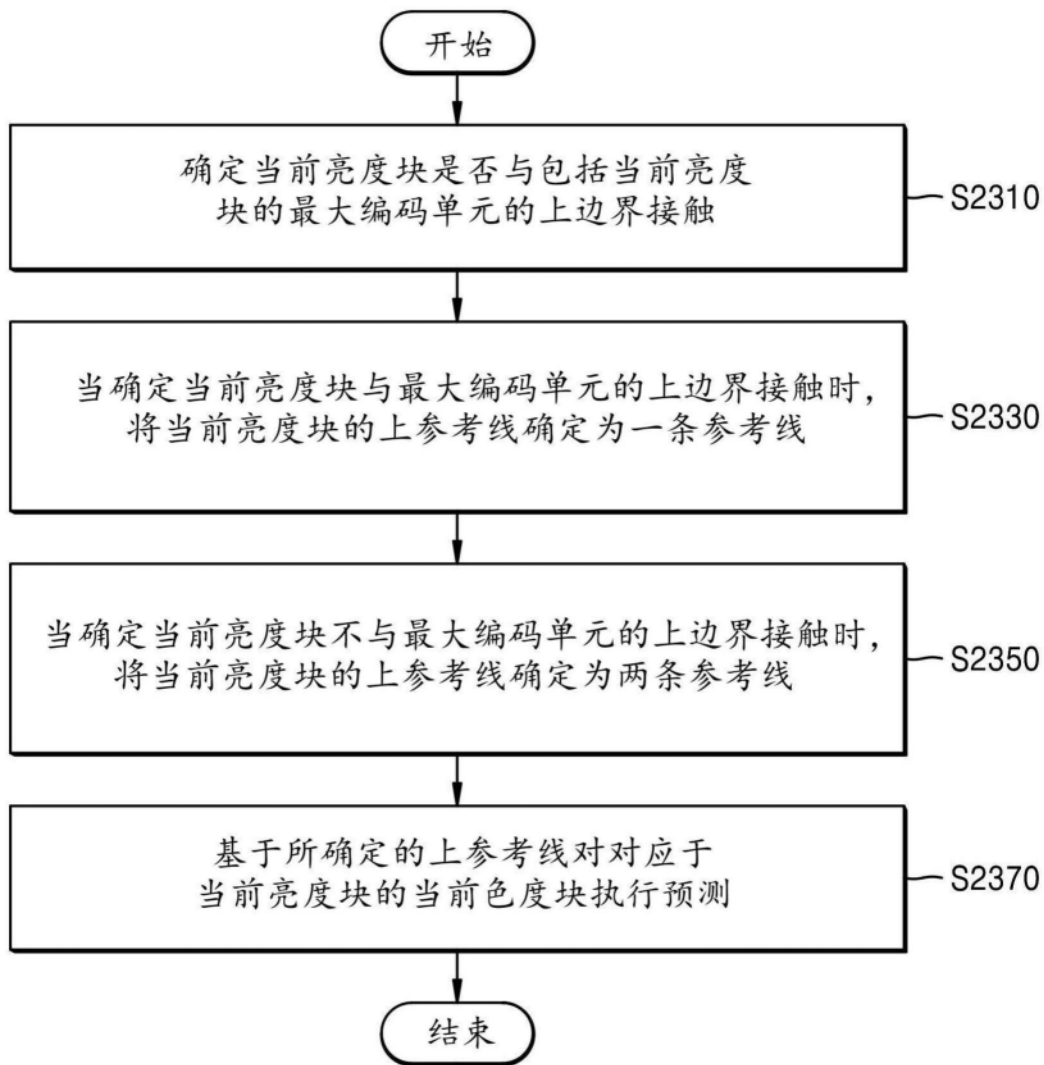 开始
确定当前亮度块是否与包括当前亮度
块的最大编码单元的上边界接触
S2310
当确定当前亮度块与最大编码单元的上边界接触时，
将当前亮度块的上参考线确定为一条参考线
S2330
当确定当前亮度块不与最大编码单元的上边界接触时，
将当前亮度块的上参考线确定为两条参考线
S2350
基于所确定的上参考线对对应于
当前亮度块的当前色度块执行预测
S2370
结束